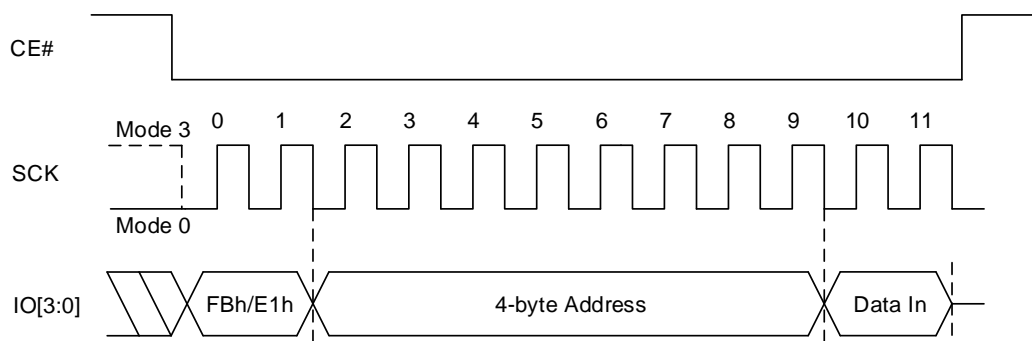 CE#
Mode 3 0 1 2 3 4 5 6 7 8 9 10 11
SCK
Mode 0
IO[3:0] FBh/E1h 4-byte Address Data In